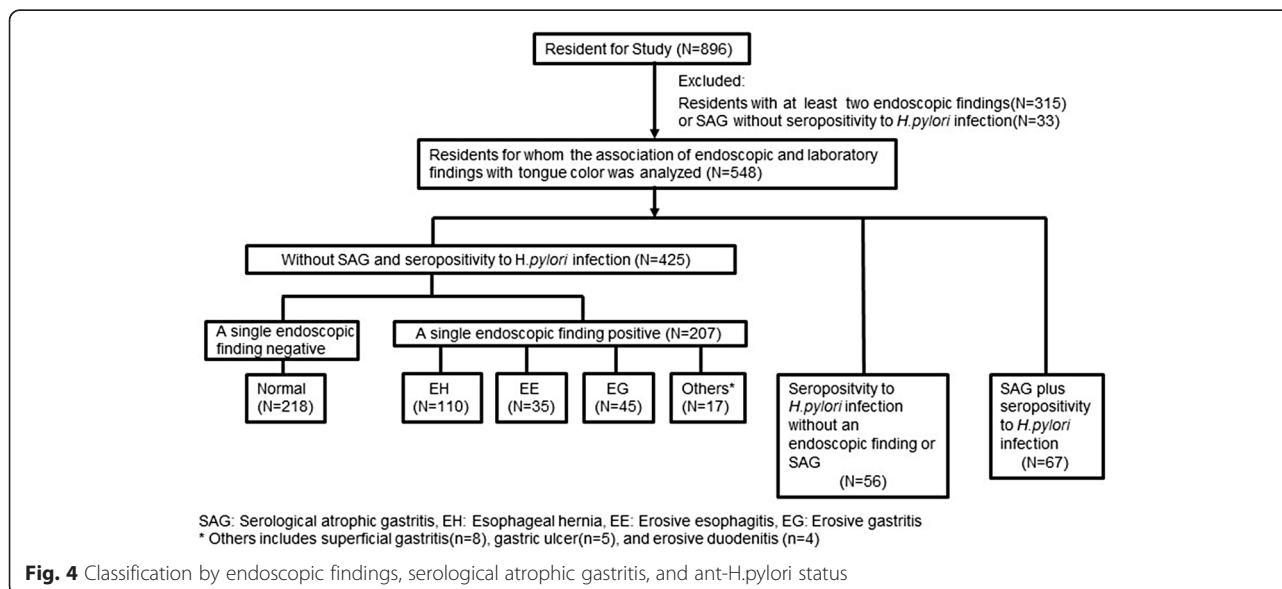 Resident for Study (N=896)
Excluded:
Residents with at least two endoscopic findings(N=315)
or SAG without seropositivity to H.pylori infection(N=33)
Residents for whom the association of endoscopic and laboratory
findings with tongue color was analyzed (N=548)
Without SAG and seropositivity to H.pylori infection (N=425)
A single endoscopic
finding negative
A single endoscopic finding positive (N=207)
Normal
(N=218)
EH
(N=110)
EE
(N=35)
EG
(N=45)
Others*
(N=17)
Seropositvity to
H.pylori infection
without an
endoscopic finding or
SAG
(N=56)
SAG plus
seropositivity
to H.pylori
infection
(N=67)
SAG: Serological atrophic gastritis, EH: Esophageal hernia, EE: Erosive esophagitis, EG: Erosive gastritis
* Others includes superficial gastritis(n=8), gastric ulcer(n=5), and erosive duodenitis (n=4)
Fig. 4 Classification by endoscopic findings, serological atrophic gastritis, and ant-H.pylori status